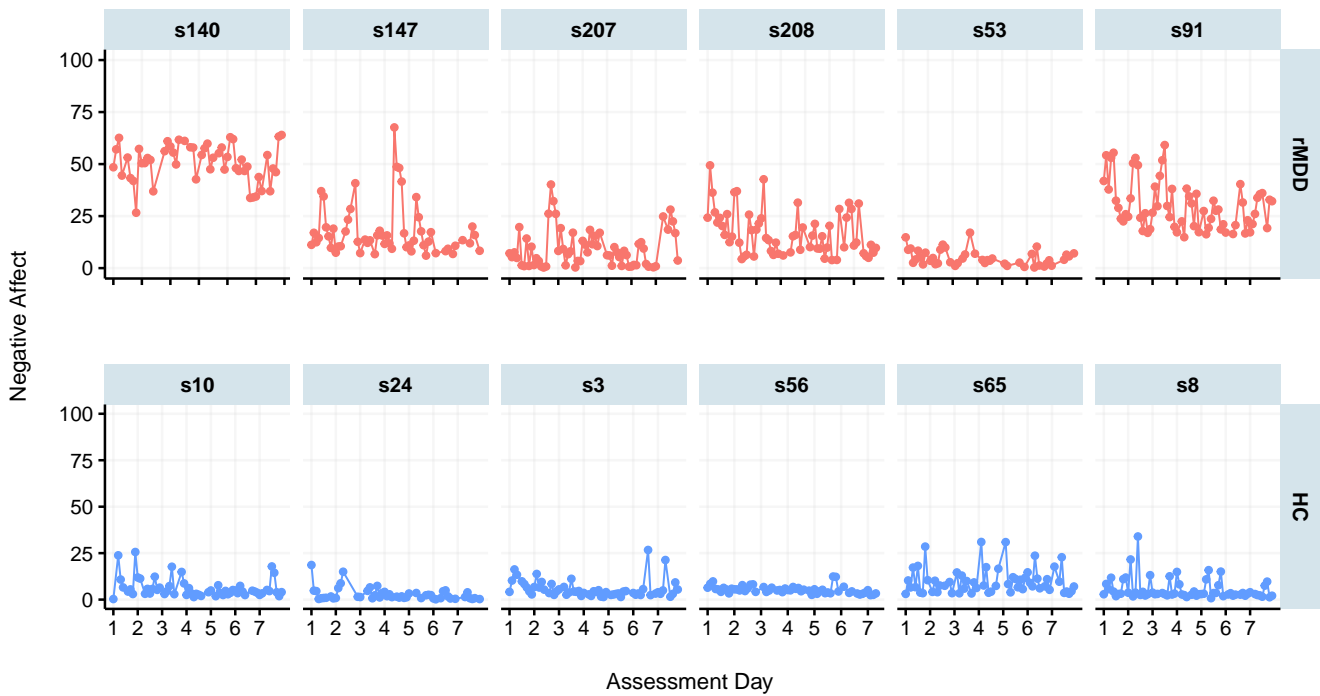 s140 s147 s207 s208 s53 s91
100
75
50
25
0
rMDD
Negative Affect
s10 s24 s3 s56 s65 s8
100
75
50
25
0
HC
1 2 3 4 5 6 7 1 2 3 4 5 6 7 1 2 3 4 5 6 7 1 2 3 4 5 6 7 1 2 3 4 5 6 7 1 2 3 4 5 6 7
Assessment Day